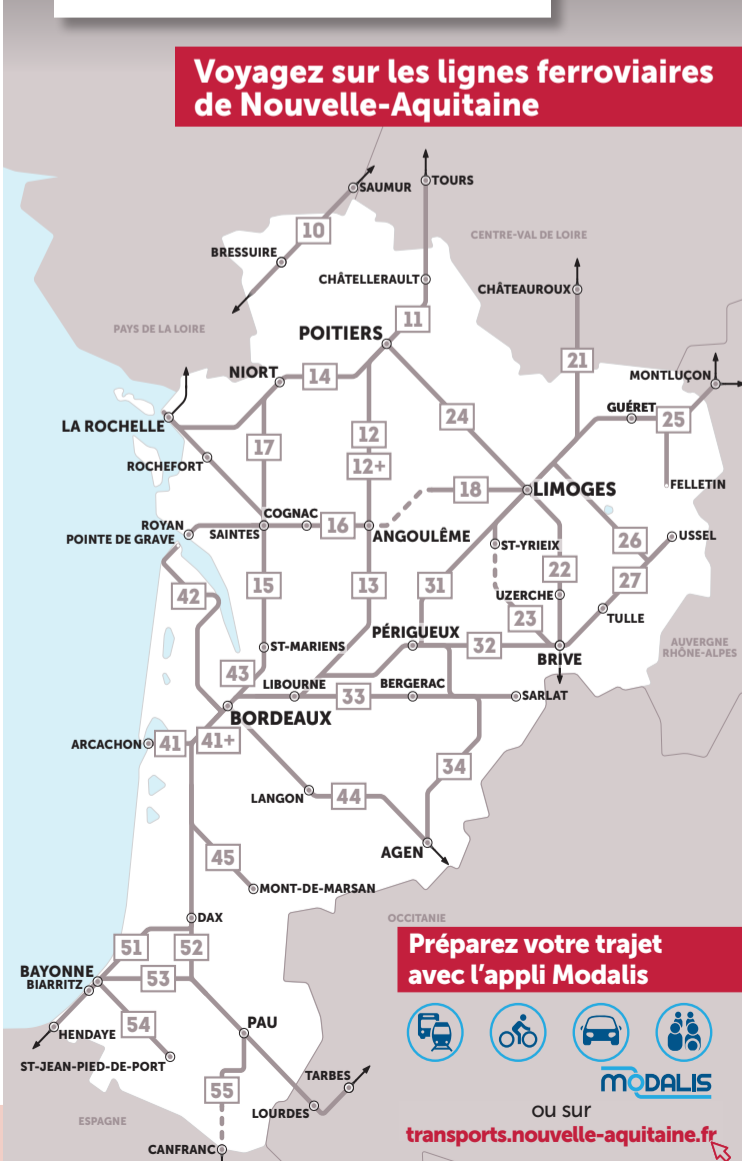 Voyagez sur les lignes ferroviaires
de Nouvelle-Aquitaine
SAUMUR
TOURS
10
CENTRE-VAL DE LOIRE
BRESSUIRE
CHÂTELLERAULT
CHÂTEAUROUX
PAYS DE LA LOIRE
11
POITIERS
21
NIORT
14
MONTLUÇON
GUÉRET
25
24
LA ROCHELLE
17
12
12+
ROCHEFORT
18
LIMOGES
FELLETIN
COGNAC
ROYAN
16
POINTE DE GRAVE
SAINTES
ANGOULÊME
USSEL
26
ST-YRIEIX
22
27
15
13
31
42
UZERCHE
23
TULLE
PÉRIGUEUX
32
ST-MARIENS
BRIVE
AUVERGNE
RHÔNE-ALPES
43
LIBOURNE
33
BERGERAC
SARLAT
BORDEAUX
ARCACHON
41
41+
34
LANGON
44
AGEN
45
MONT-DE-MARSAN
DAX
OCCITANIE
51
52
BAYONNE
53
BIARRITZ
54
HENDAYE
PAU
ST-JEAN-PIED-DE-PORT
55
TARBES
LOURDES
ESPAGNE
CANFRANC
Préparez votre trajet
avec l'appli Modalis
MODALIS
ou sur
transports.nouvelle-aquitaine.fr